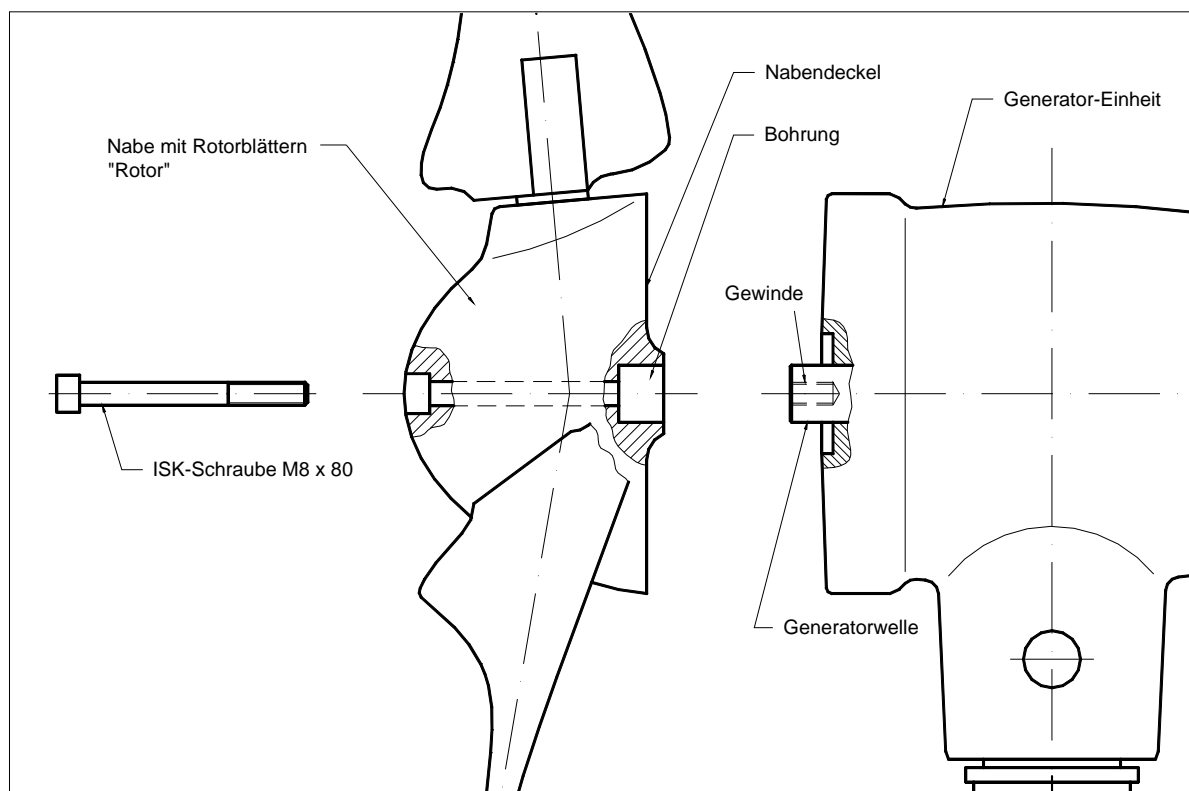 Nabendeckel
Generator-Einheit
Bohrung
Nabe mit Rotorblättern
"Rotor"
Gewinde
ISK-Schraube M8 x 80
Generatorwelle